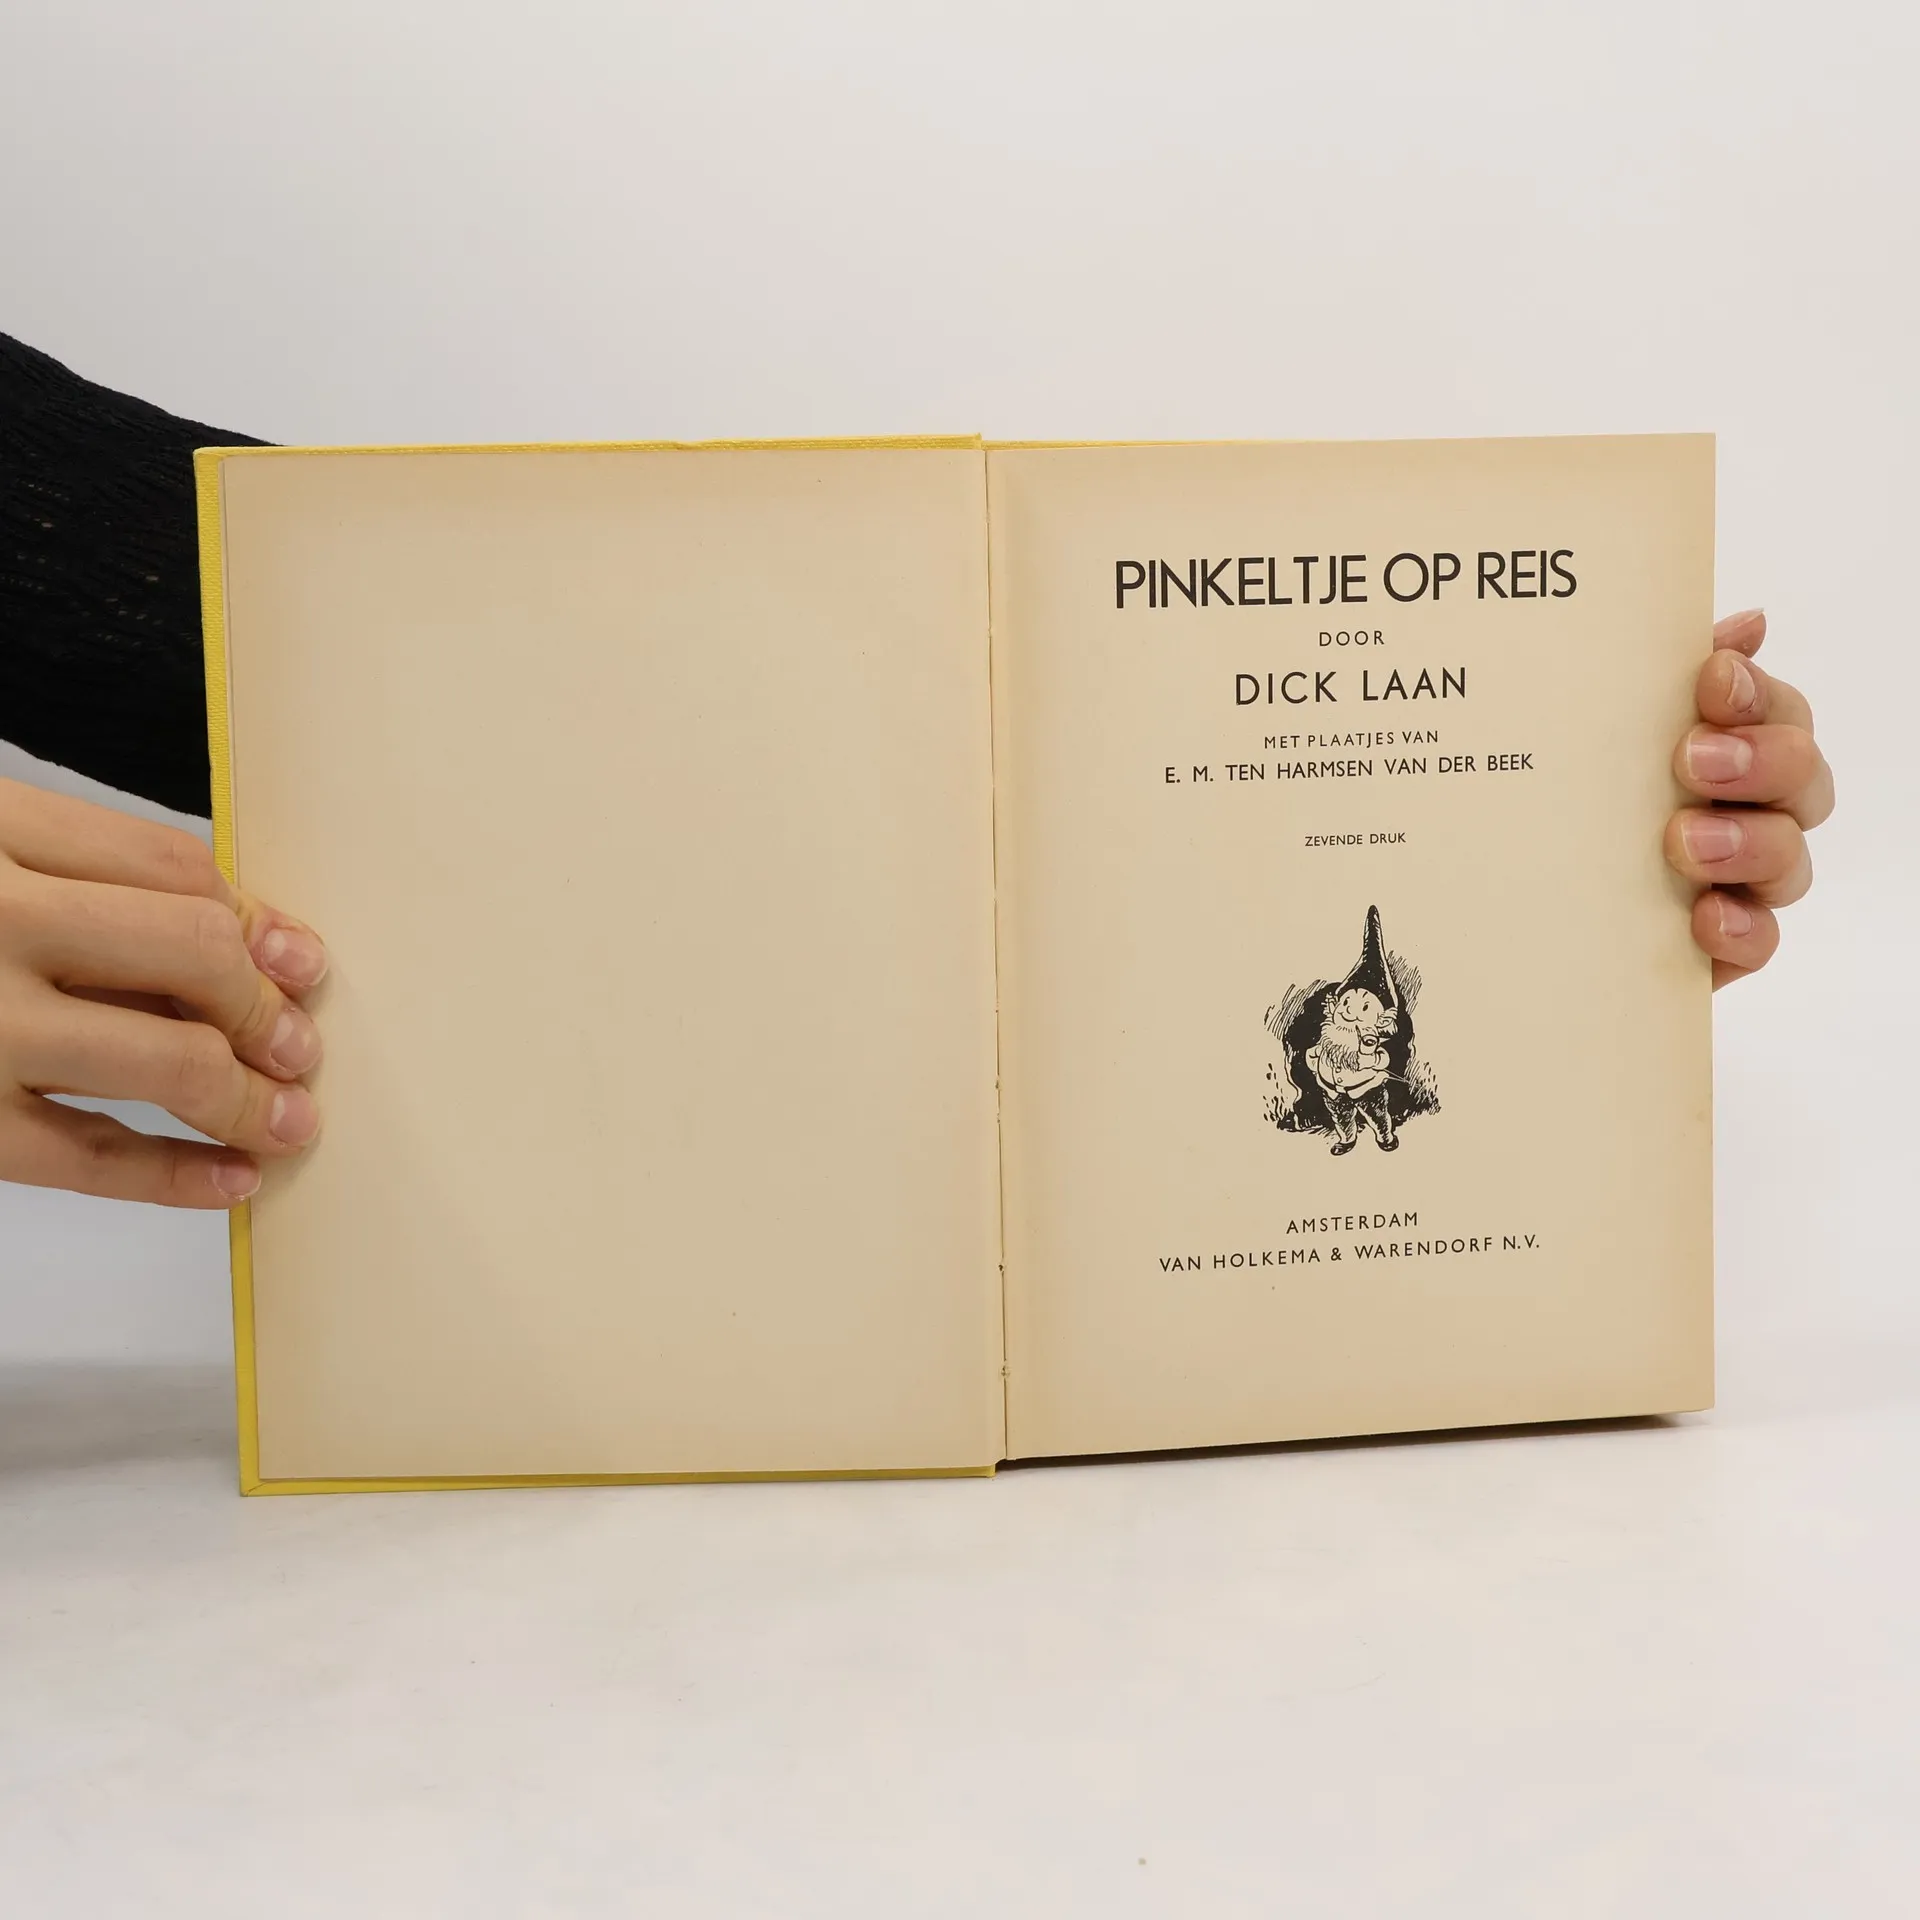 PINKELTJE OP REIS
DOOR
DICK LAAN
MET PLAATJES VAN
E. M. TEN HARMSEN VAN DER BEEK
ZEVENDE DRUK
AMSTERDAM
VAN HOLKEMA & WARENDORF N.V.